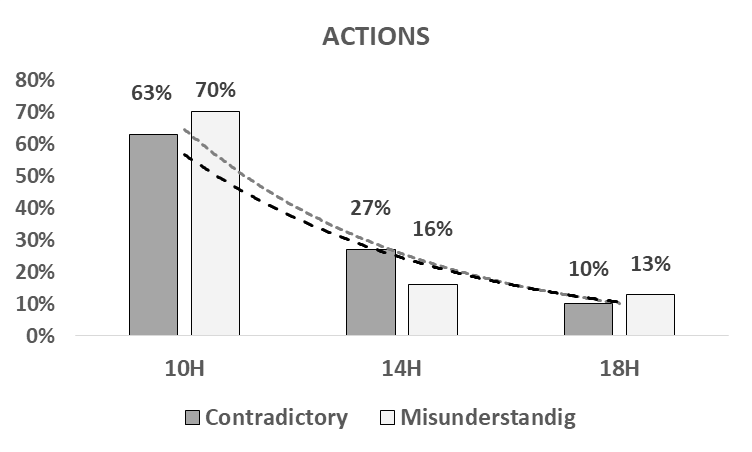 ACTIONS
80%
70%
60%
50%
40%
30%
20%
10%
0%
63%
70%
27%
16%
10%
13%
10H
14H
18H
Contradictory
Misunderstandig